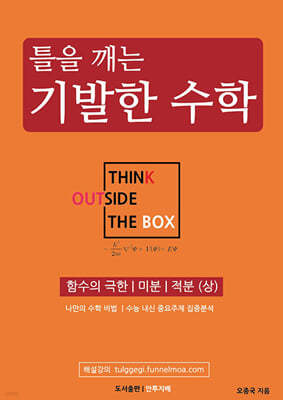 틀을 깨는
기발한 수학
THINK
OUTSIDE
THE BOX
함수의 극한 | 미분 | 적분 (상)
나만의 수학 비법 | 수능 내신 중요주제 집중분석
해설강의 tulggegi.funnelmoa.com
도서출판 | 만투지배
오종국 지음